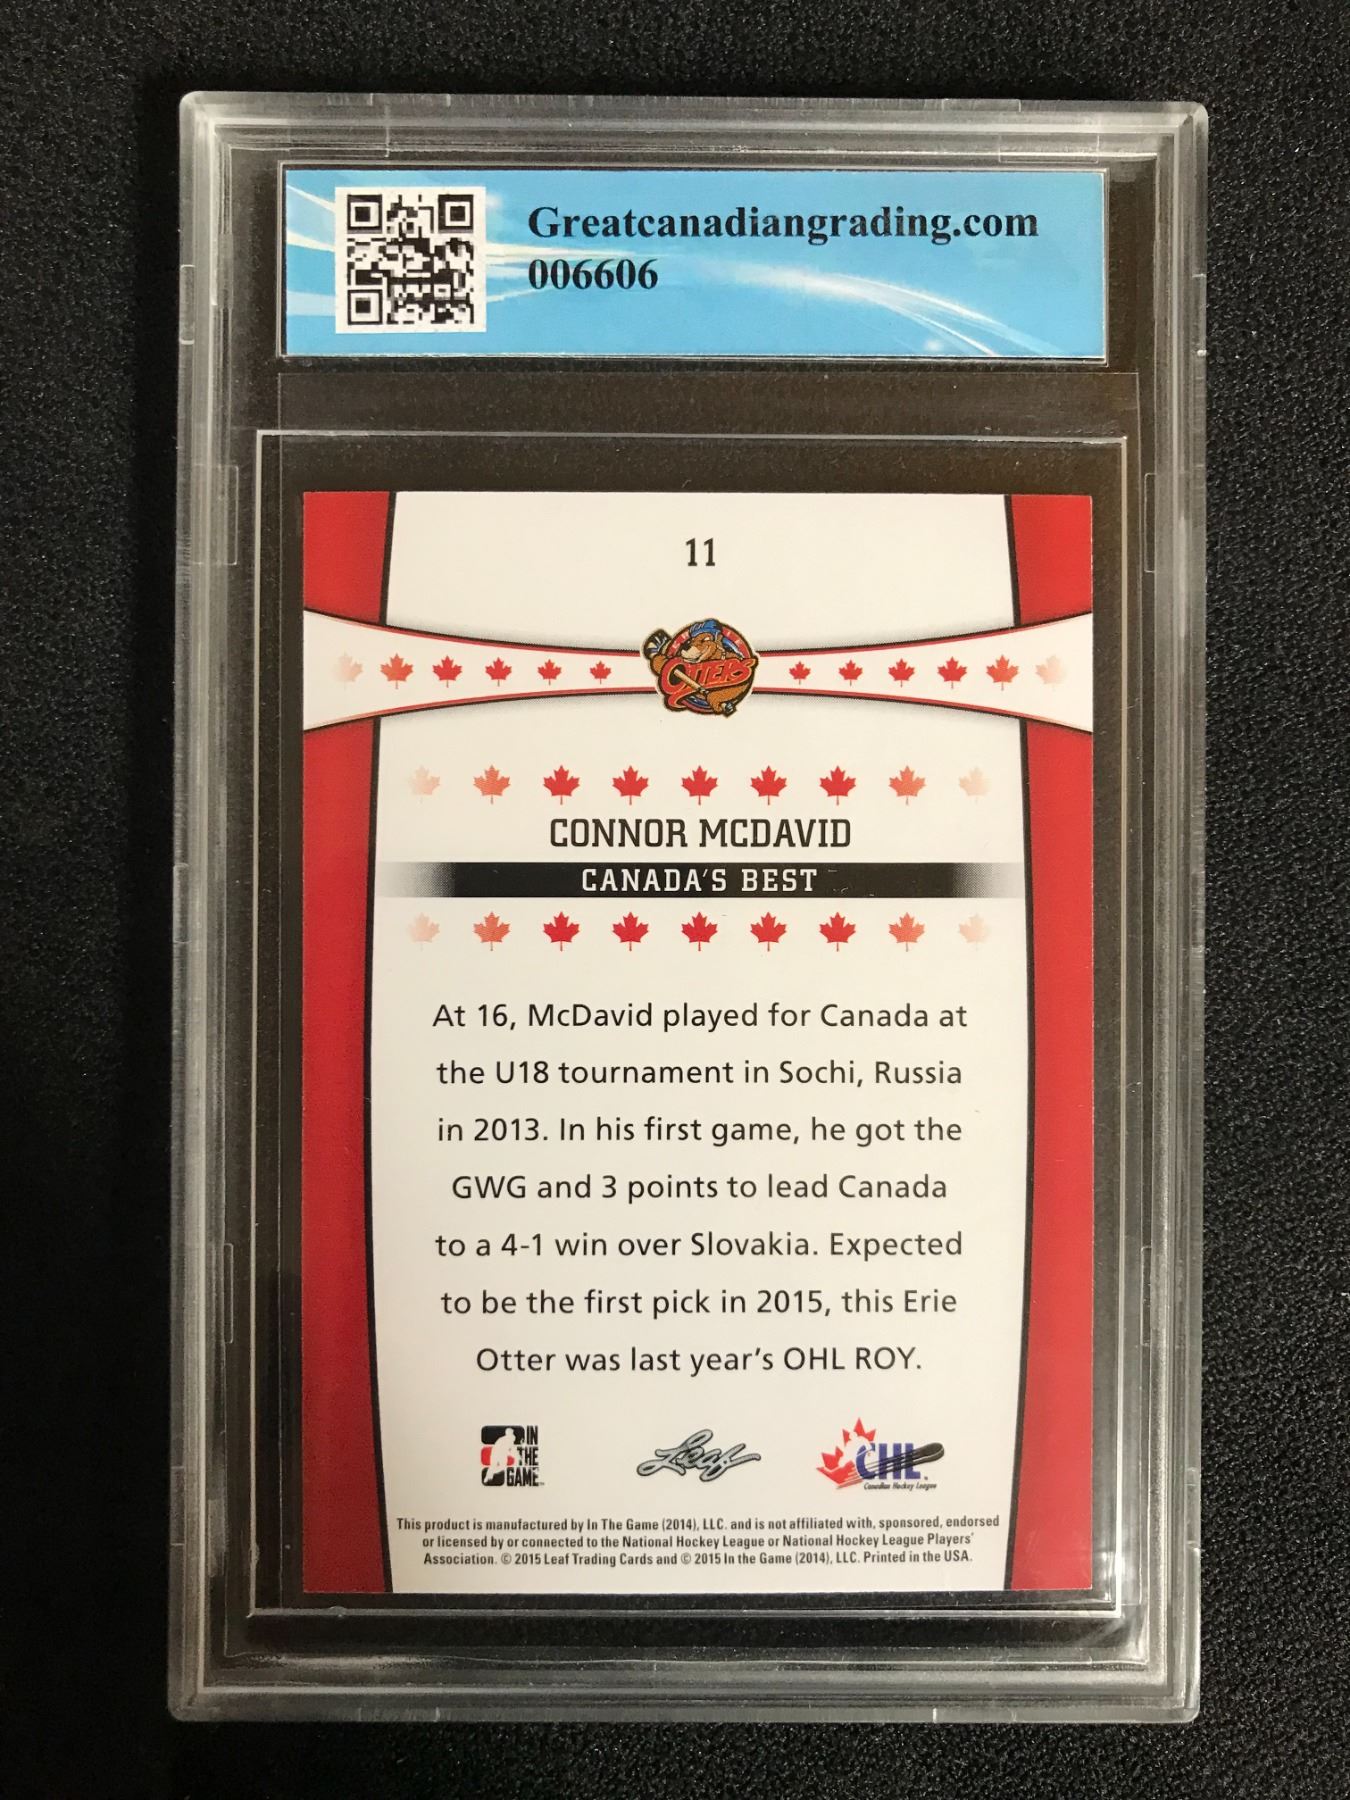 Greatcanadiangrading.com
006606
11
OTTERS
CONNOR MCDAVID
CANADA'S BEST
At 16, McDavid played for Canada at
the U18 tournament in Sochi, Russia
in 2013. In his first game, he got the
GWG and 3 points to lead Canada
to a 4-1 win over Slovakia. Expected
to be the first pick in 2015, this Erie
Otter was last year's OHL ROY.
IN
THE
GAME
Leaf
CHL
Canadian Hockey League
This product is manufactured by In The Game (2014), LLC. and is not affiliated with, sponsored, endorsed
or licensed by or connected to the National Hockey League or National Hockey League Players'
Association. © 2015 Leaf Trading Cards and © 2015 In the Game (2014), LLC. Printed in the USA.